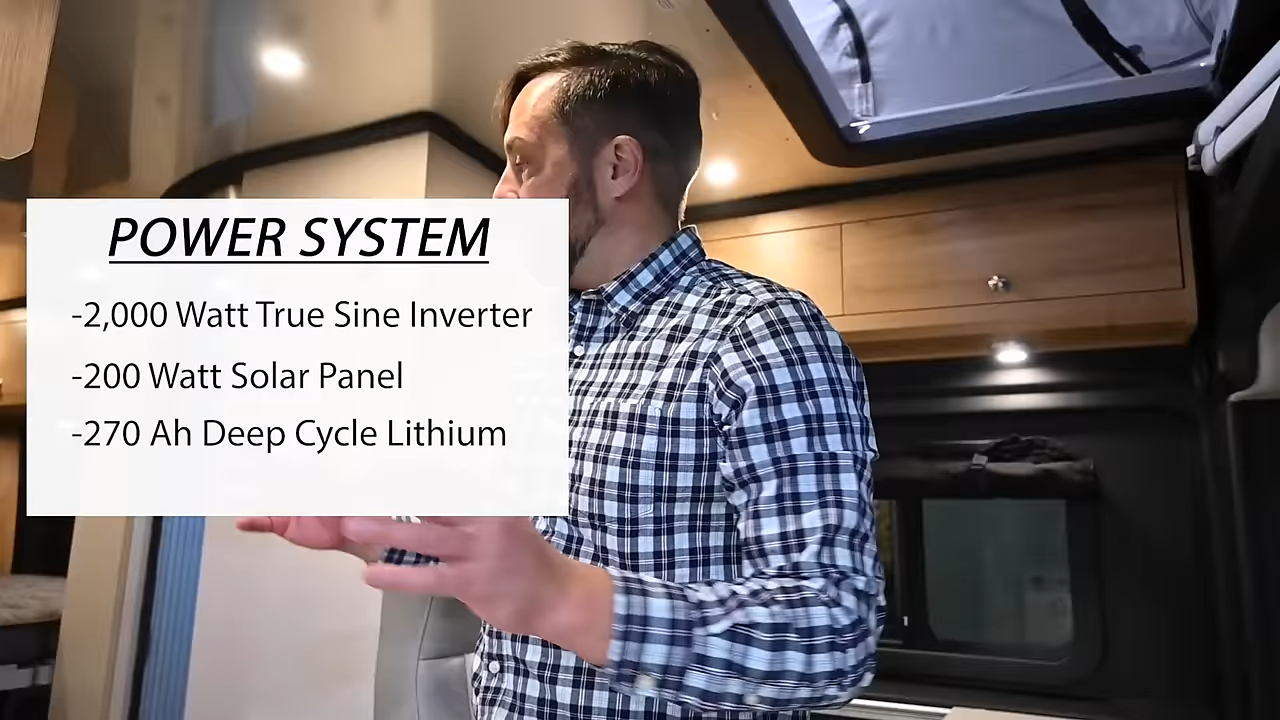 POWER SYSTEM
-2,000 Watt True Sine Inverter
-200 Watt Solar Panel
-270 Ah Deep Cycle Lithium